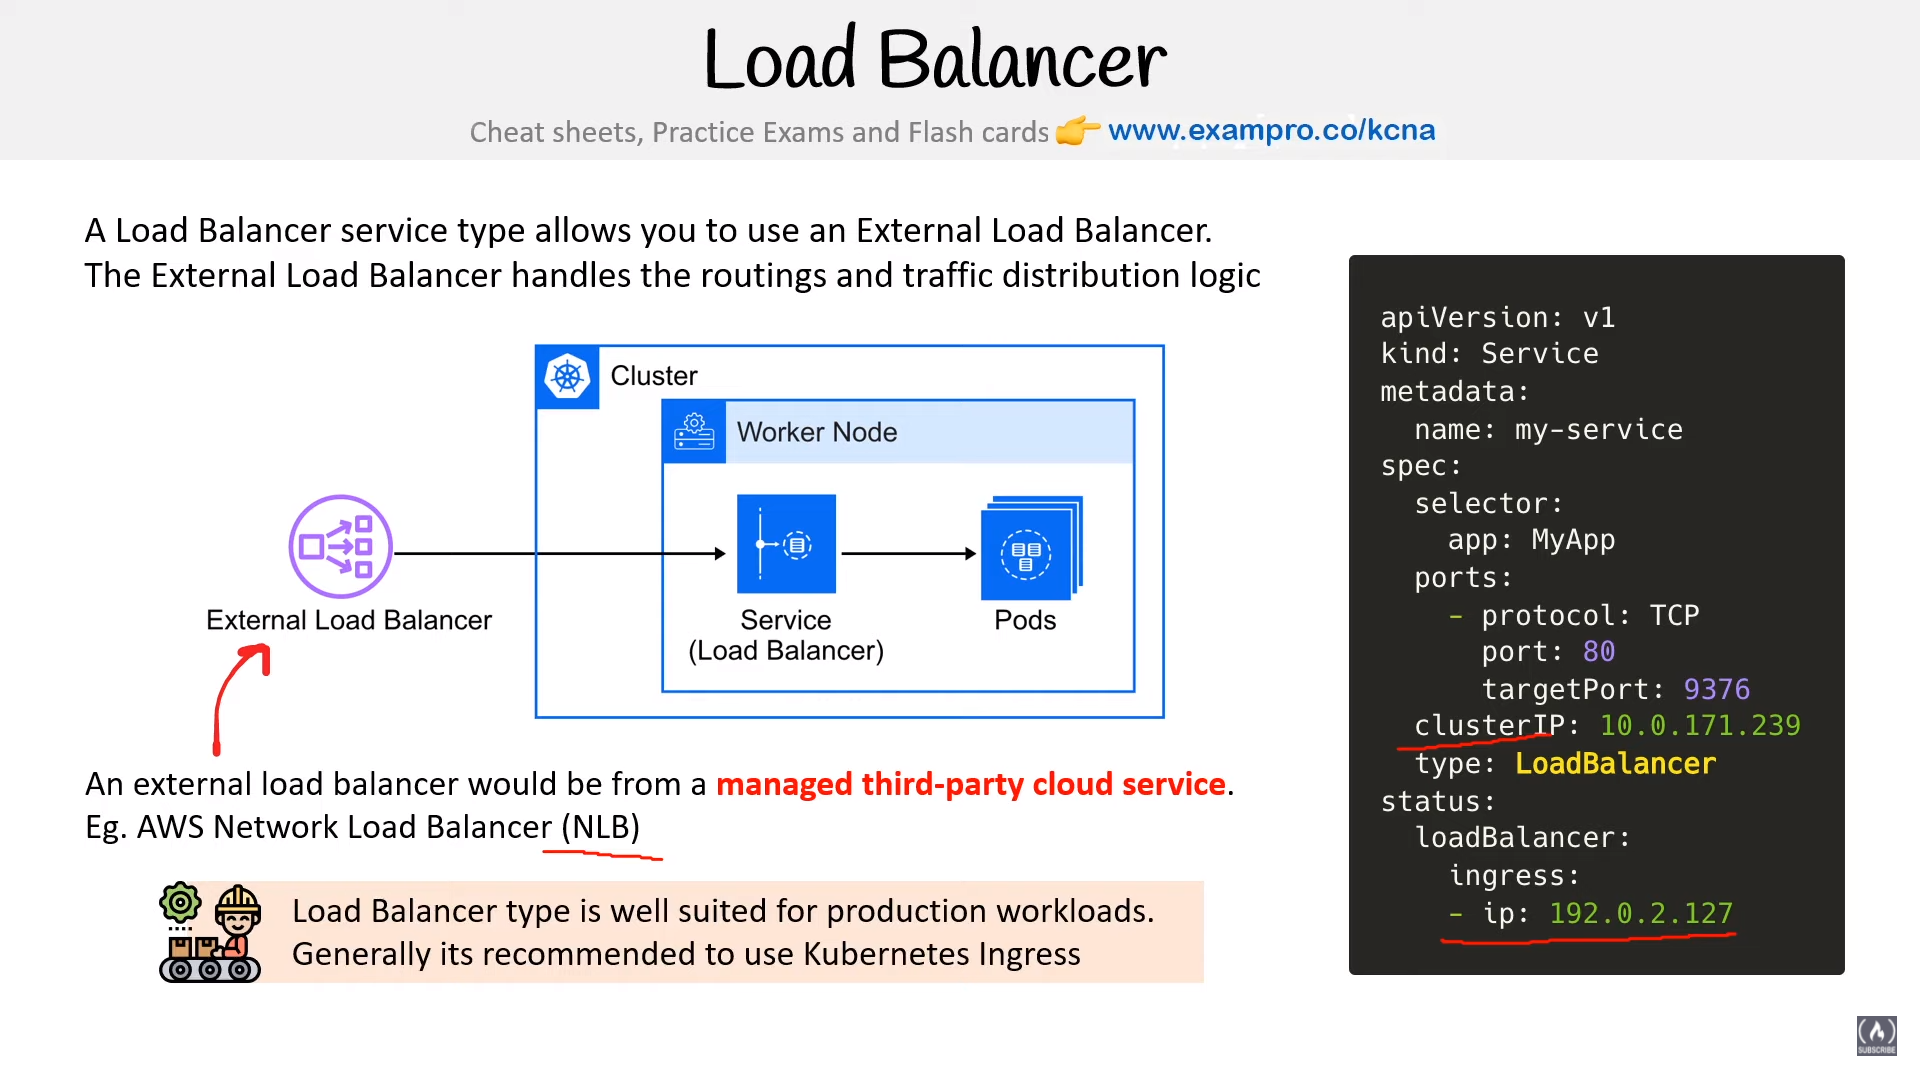 Load Balancer
Cheat sheets, Practice Exams and Flash cards 👉 www.exampro.co/kcna
A Load Balancer service type allows you to use an External Load Balancer.
The External Load Balancer handles the routings and traffic distribution logic
Cluster
Worker Node
External Load Balancer
Service
(Load Balancer)
Pods
An external load balancer would be from a managed third-party cloud service.
Eg. AWS Network Load Balancer (NLB)
Load Balancer type is well suited for production workloads.
Generally its recommended to use Kubernetes Ingress
apiVersion: v1
kind: Service
metadata:
  name: my-service
spec:
  selector:
    app: MyApp
  ports:
    - protocol: TCP
      port: 80
      targetPort: 9376
  clusterIP: 10.0.171.239
  type: LoadBalancer
status:
  loadBalancer:
    ingress:
    - ip: 192.0.2.127
SUBSCRIBE